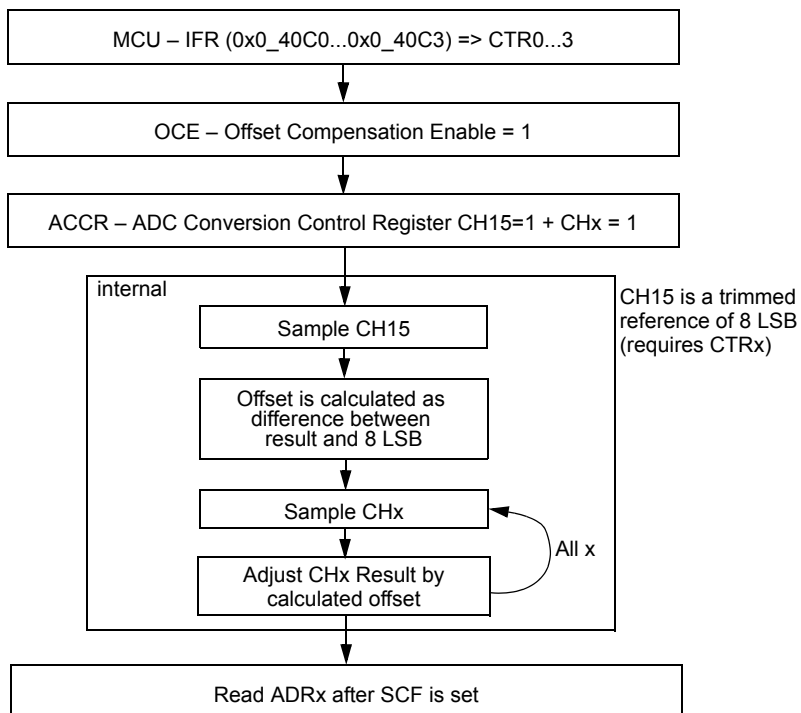 MCU – IFR (0x0_40C0...0x0_40C3) => CTR0...3
OCE – Offset Compensation Enable = 1
ACCR – ADC Conversion Control Register CH15=1 + CHx = 1
internal
CH15 is a trimmed
reference of 8 LSB
(requires CTRx)
Sample CH15
Offset is calculated as
difference between
result and 8 LSB
Sample CHx
All x
Adjust CHx Result by
calculated offset
Read ADRx after SCF is set